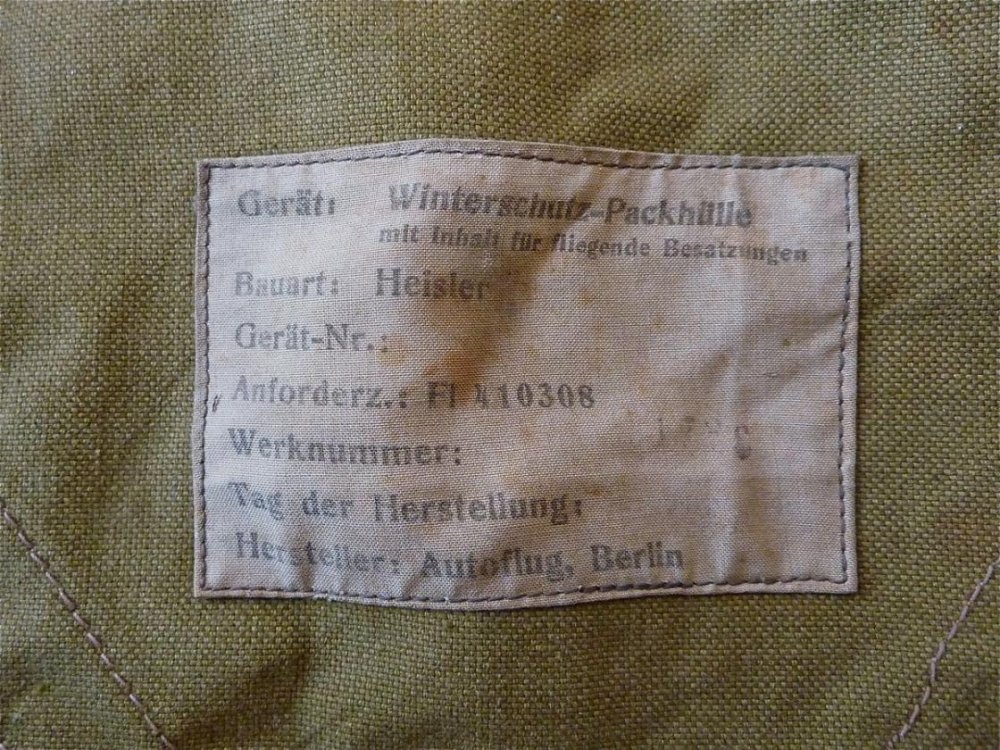 Gerät: Winterschutz-Packhülle
mit Inhalt für fliegende Besatzungen
Bauart: Heisler
Gerät-Nr.:
Anforderz.: Fl 410308
Werknummer:
Tag der Herstellung:
Hersteller: Autoflug, Berlin